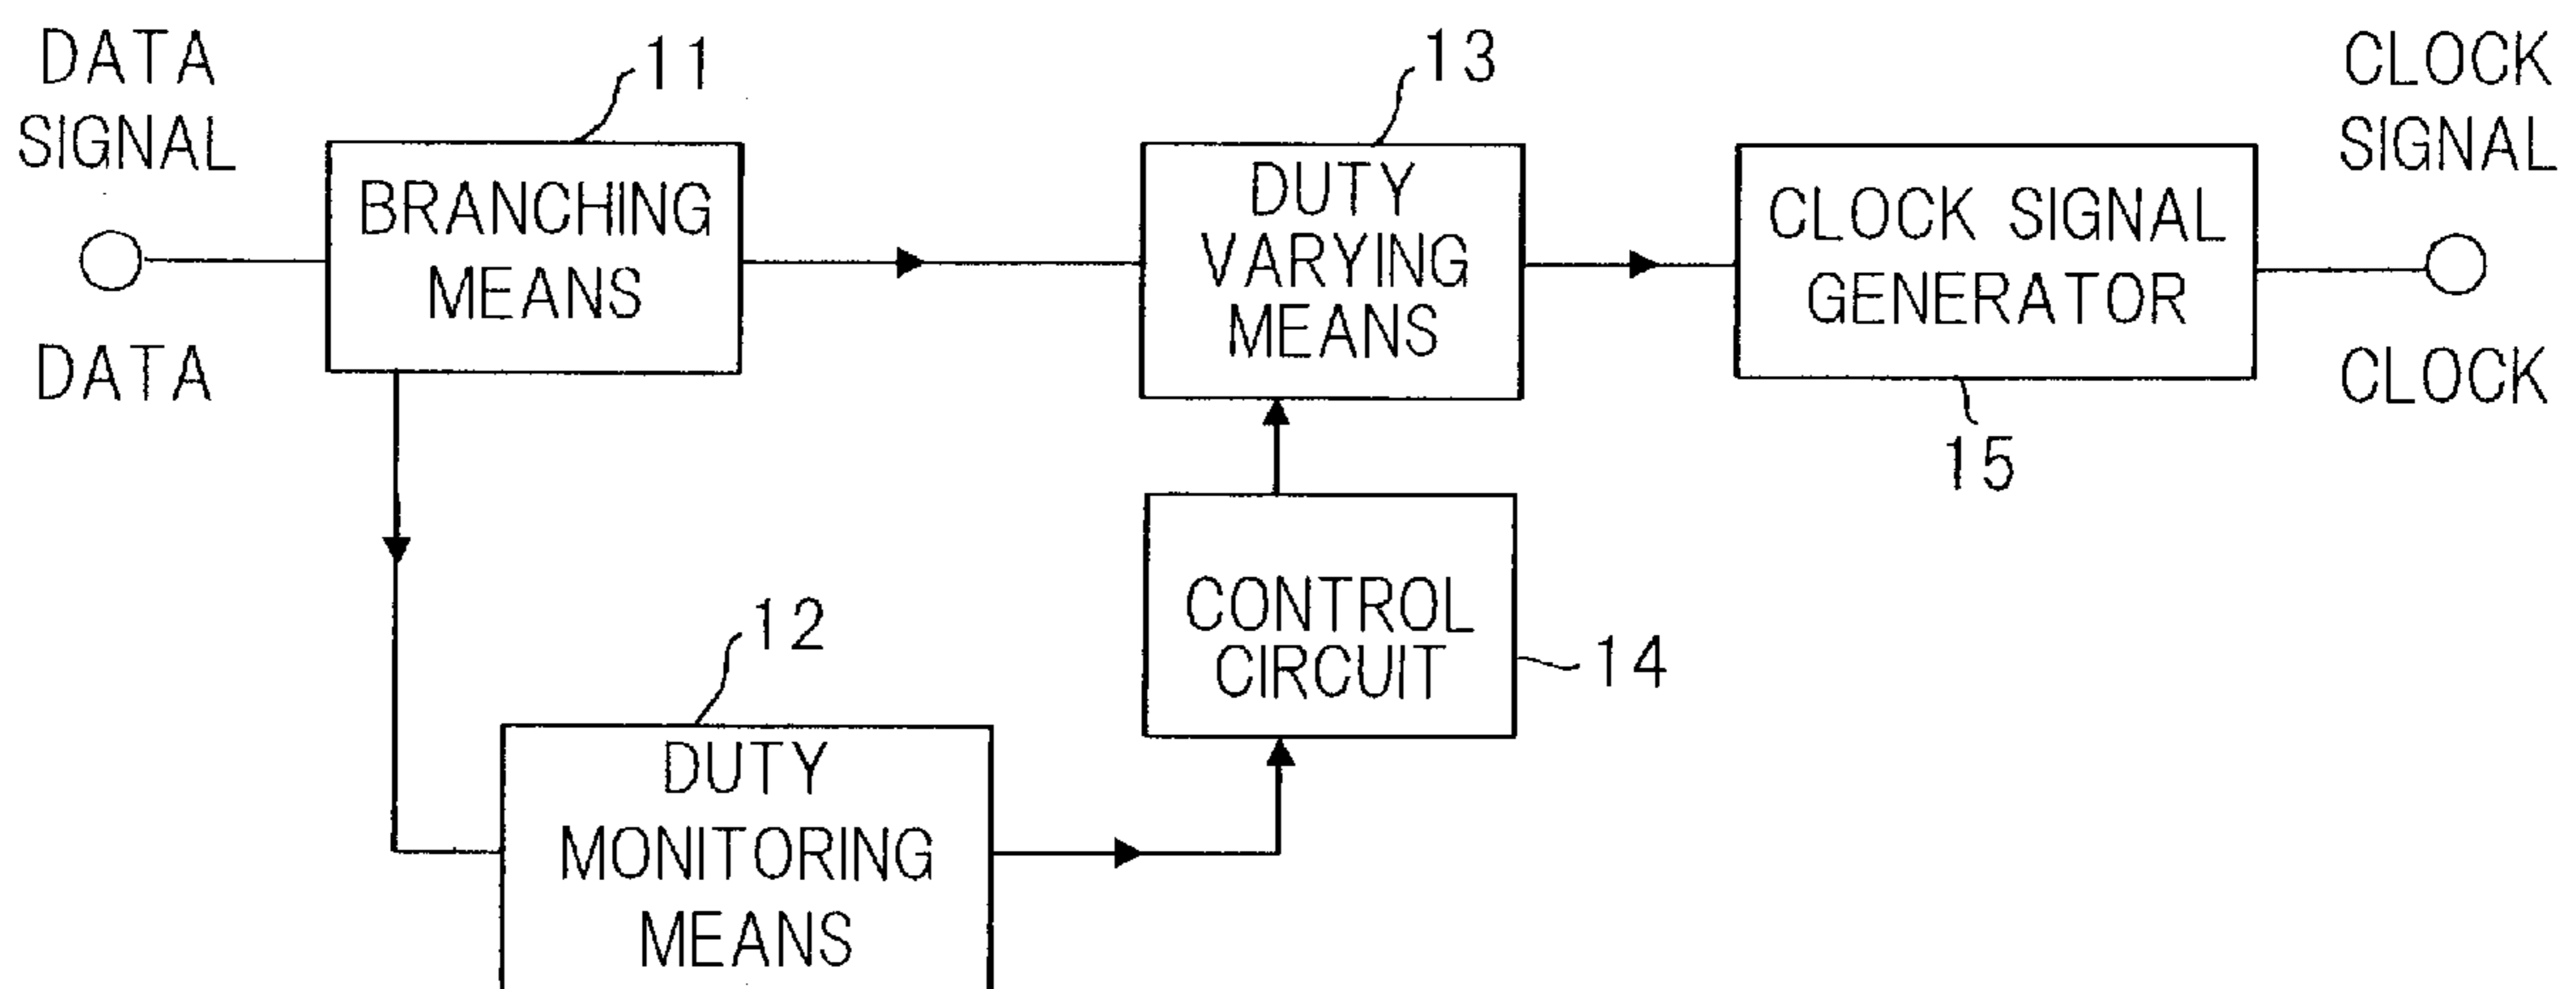 DATA
SIGNAL
DATA
11
BRANCHING
MEANS
13
DUTY
VARYING
MEANS
CLOCK SIGNAL
GENERATOR
15
CLOCK
SIGNAL
CLOCK
CONTROL
CIRCUIT
14
12
DUTY
MONITORING
MEANS